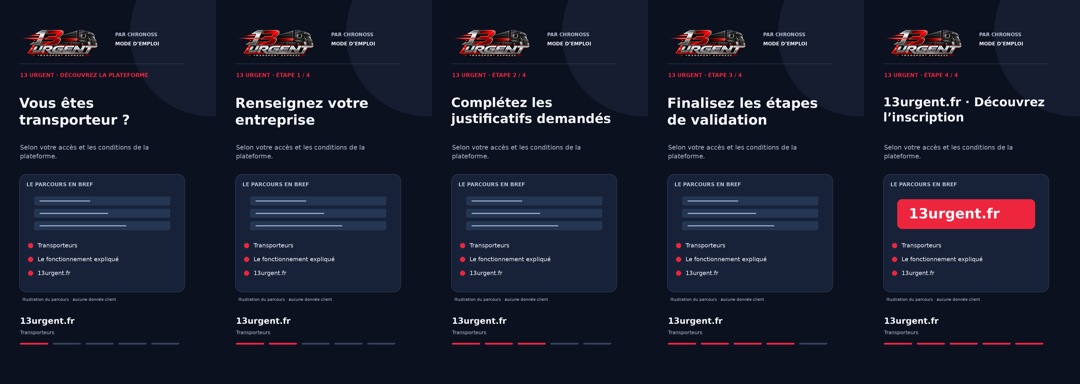 13
URGENT
TRANSPORT EXPRESS
PAR CHRONOSS
MODE D'EMPLOI
13 URGENT · DÉCOUVREZ LA PLATEFORME
Vous êtes
transporteur ?
Selon votre accès et les conditions de la
plateforme.
LE PARCOURS EN BREF
Transporteurs
Le fonctionnement expliqué
13urgent.fr
Illustration du parcours · aucune donnée client
13urgent.fr
Transporteurs
13
URGENT
TRANSPORT EXPRESS
PAR CHRONOSS
MODE D'EMPLOI
13 URGENT · ÉTAPE 1 / 4
Renseignez votre
entreprise
Selon votre accès et les conditions de la
plateforme.
LE PARCOURS EN BREF
Transporteurs
Le fonctionnement expliqué
13urgent.fr
Illustration du parcours · aucune donnée client
13urgent.fr
Transporteurs
13
URGENT
TRANSPORT EXPRESS
PAR CHRONOSS
MODE D'EMPLOI
13 URGENT · ÉTAPE 2 / 4
Complétez les
justificatifs demandés
Selon votre accès et les conditions de la
plateforme.
LE PARCOURS EN BREF
Transporteurs
Le fonctionnement expliqué
13urgent.fr
Illustration du parcours · aucune donnée client
13urgent.fr
Transporteurs
13
URGENT
TRANSPORT EXPRESS
PAR CHRONOSS
MODE D'EMPLOI
13 URGENT · ÉTAPE 3 / 4
Finalisez les étapes
de validation
Selon votre accès et les conditions de la
plateforme.
LE PARCOURS EN BREF
Transporteurs
Le fonctionnement expliqué
13urgent.fr
Illustration du parcours · aucune donnée client
13urgent.fr
Transporteurs
13
URGENT
TRANSPORT EXPRESS
PAR CHRONOSS
MODE D'EMPLOI
13 URGENT · ÉTAPE 4 / 4
13urgent.fr · Découvrez
l’inscription
Selon votre accès et les conditions de la
plateforme.
LE PARCOURS EN BREF
13urgent.fr
Transporteurs
Le fonctionnement expliqué
13urgent.fr
Illustration du parcours · aucune donnée client
13urgent.fr
Transporteurs